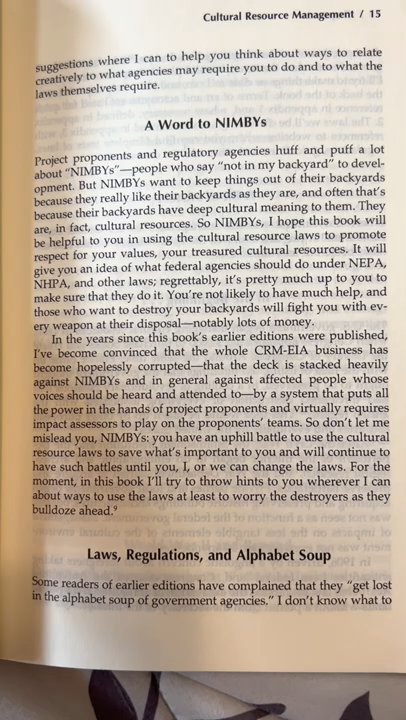 Cultural Resource Management / 15
suggestions where I can to help you think about ways to relate
creatively to what agencies may require you to do and to what the
laws themselves require.
A Word to NIMBYs
Project proponents and regulatory agencies huff and puff a lot
about “NIMBYs”—people who say “not in my backyard” to devel-
opment. But NIMBYs want to keep things out of their backyards
because they really like their backyards as they are, and often that’s
because their backyards have deep cultural meaning to them. They
are, in fact, cultural resources. So NIMBYs, I hope this book will
be helpful to you in using the cultural resource laws to promote
respect for your values, your treasured cultural resources. It will
give you an idea of what federal agencies should do under NEPA,
NHPA, and other laws; regrettably, it’s pretty much up to you to
make sure that they do it. You’re not likely to have much help, and
those who want to destroy your backyards will fight you with ev-
ery weapon at their disposal—notably lots of money.
In the years since this book’s earlier editions were published,
I’ve become convinced that the whole CRM-EIA business has
become hopelessly corrupted—that the deck is stacked heavily
against NIMBYs and in general against affected people whose
voices should be heard and attended to—by a system that puts all
the power in the hands of project proponents and virtually requires
impact assessors to play on the proponents’ teams. So don’t let me
mislead you, NIMBYs: you have an uphill battle to use the cultural
resource laws to save what’s important to you and will continue to
have such battles until you, I, or we can change the laws. For the
moment, in this book I’ll try to throw hints to you wherever I can
about ways to use the laws at least to worry the destroyers as they
bulldoze ahead.⁹
Laws, Regulations, and Alphabet Soup
Some readers of earlier editions have complained that they “get lost
in the alphabet soup of government agencies.” I don’t know what to